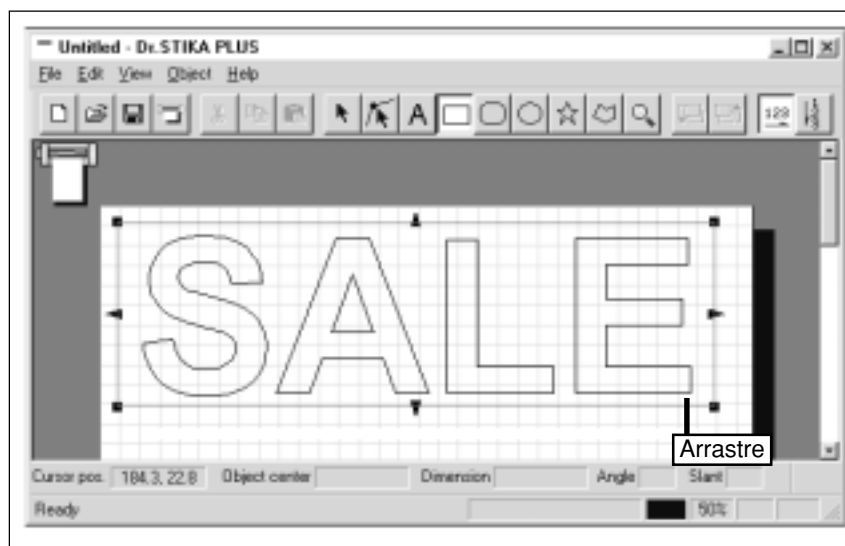 Untitled - Dr.STIKA PLUS
File Edit View Object Help
A 123
SALE
Arrastre
Cursor pos. 184.3, 22.8 Object center Dimension Angle Slant
Ready 50%